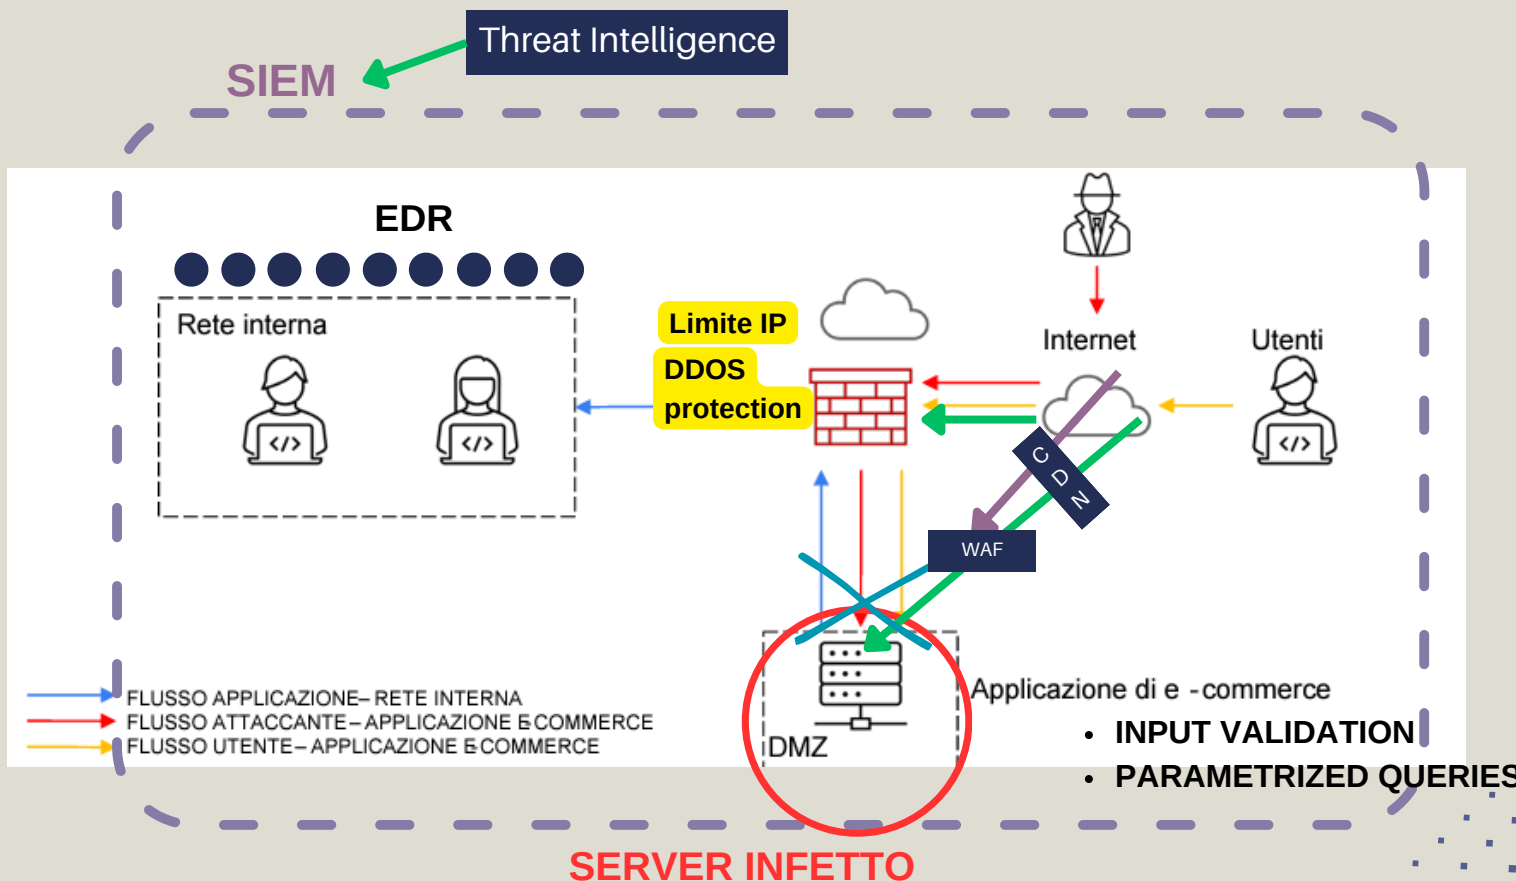 Threat Intelligence
SIEM
EDR
Rete interna
</>
</>
Limite IP
DDOS
protection
Internet
Utenti
</>
CDN
WAF
Applicazione di e -commerce
• INPUT VALIDATION
• PARAMETRIZED QUERIES
DMZ
FLUSSO APPLICAZIONE– RETE INTERNA
FLUSSO ATTACCANTE – APPLICAZIONE E-COMMERCE
FLUSSO UTENTE – APPLICAZIONE E-COMMERCE
SERVER INFETTO